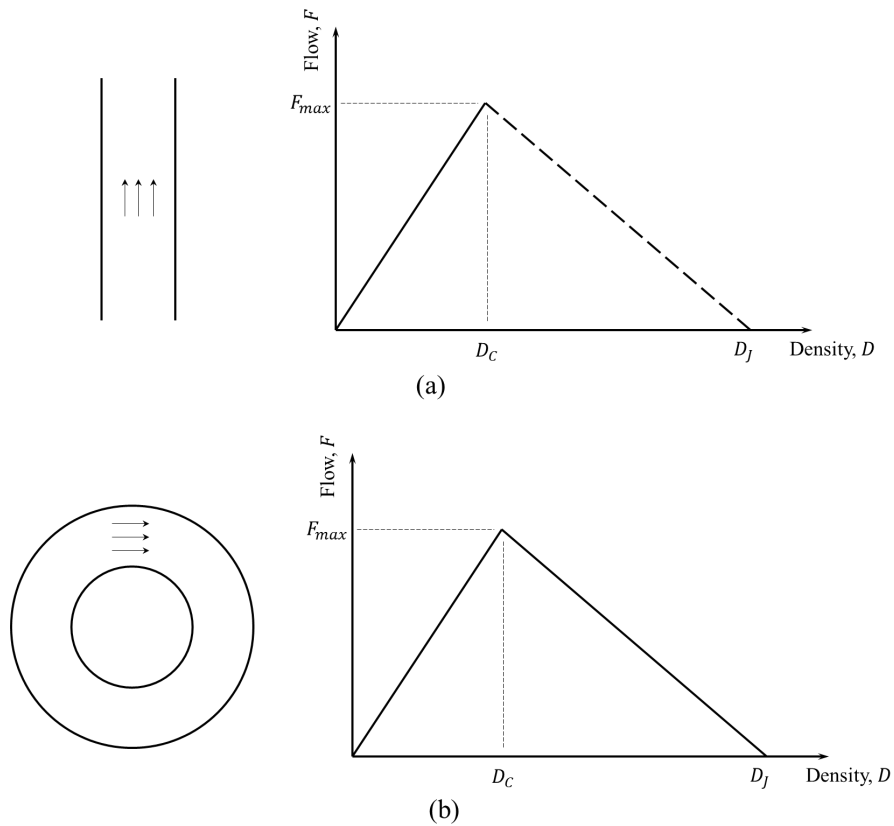 Flow, F
F_max
D_C
D_J
Density, D
(a)
Flow, F
F_max
D_C
D_J
Density, D
(b)